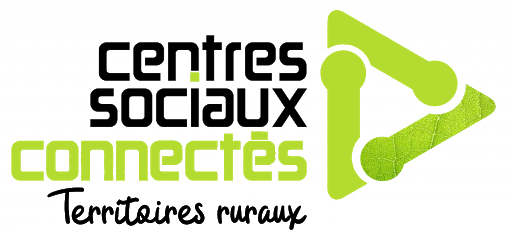 centres
sociaux
connectés
Territoires ruraux